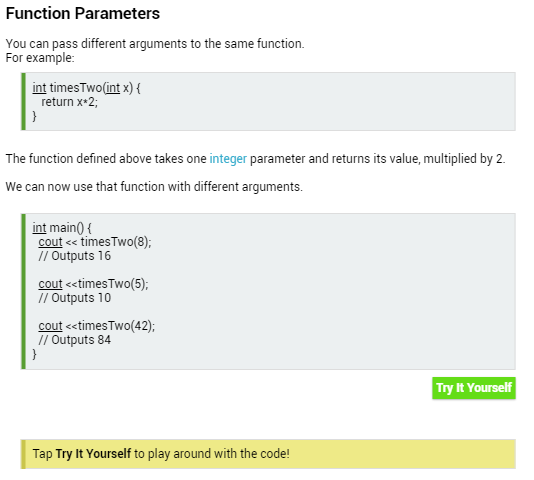 Function Parameters
You can pass different arguments to the same function.
For example:
int timesTwo(int x) {
return x*2;
}
The function defined above takes one integer parameter and returns its value, multiplied by 2.
We can now use that function with different arguments.
int main() {
cout << timesTwo(8);
// Outputs 16
cout <<timesTwo(5);
// Outputs 10
cout <<timesTwo(42);
// Outputs 84
}
Try It Yourself
Tap Try It Yourself to play around with the code!